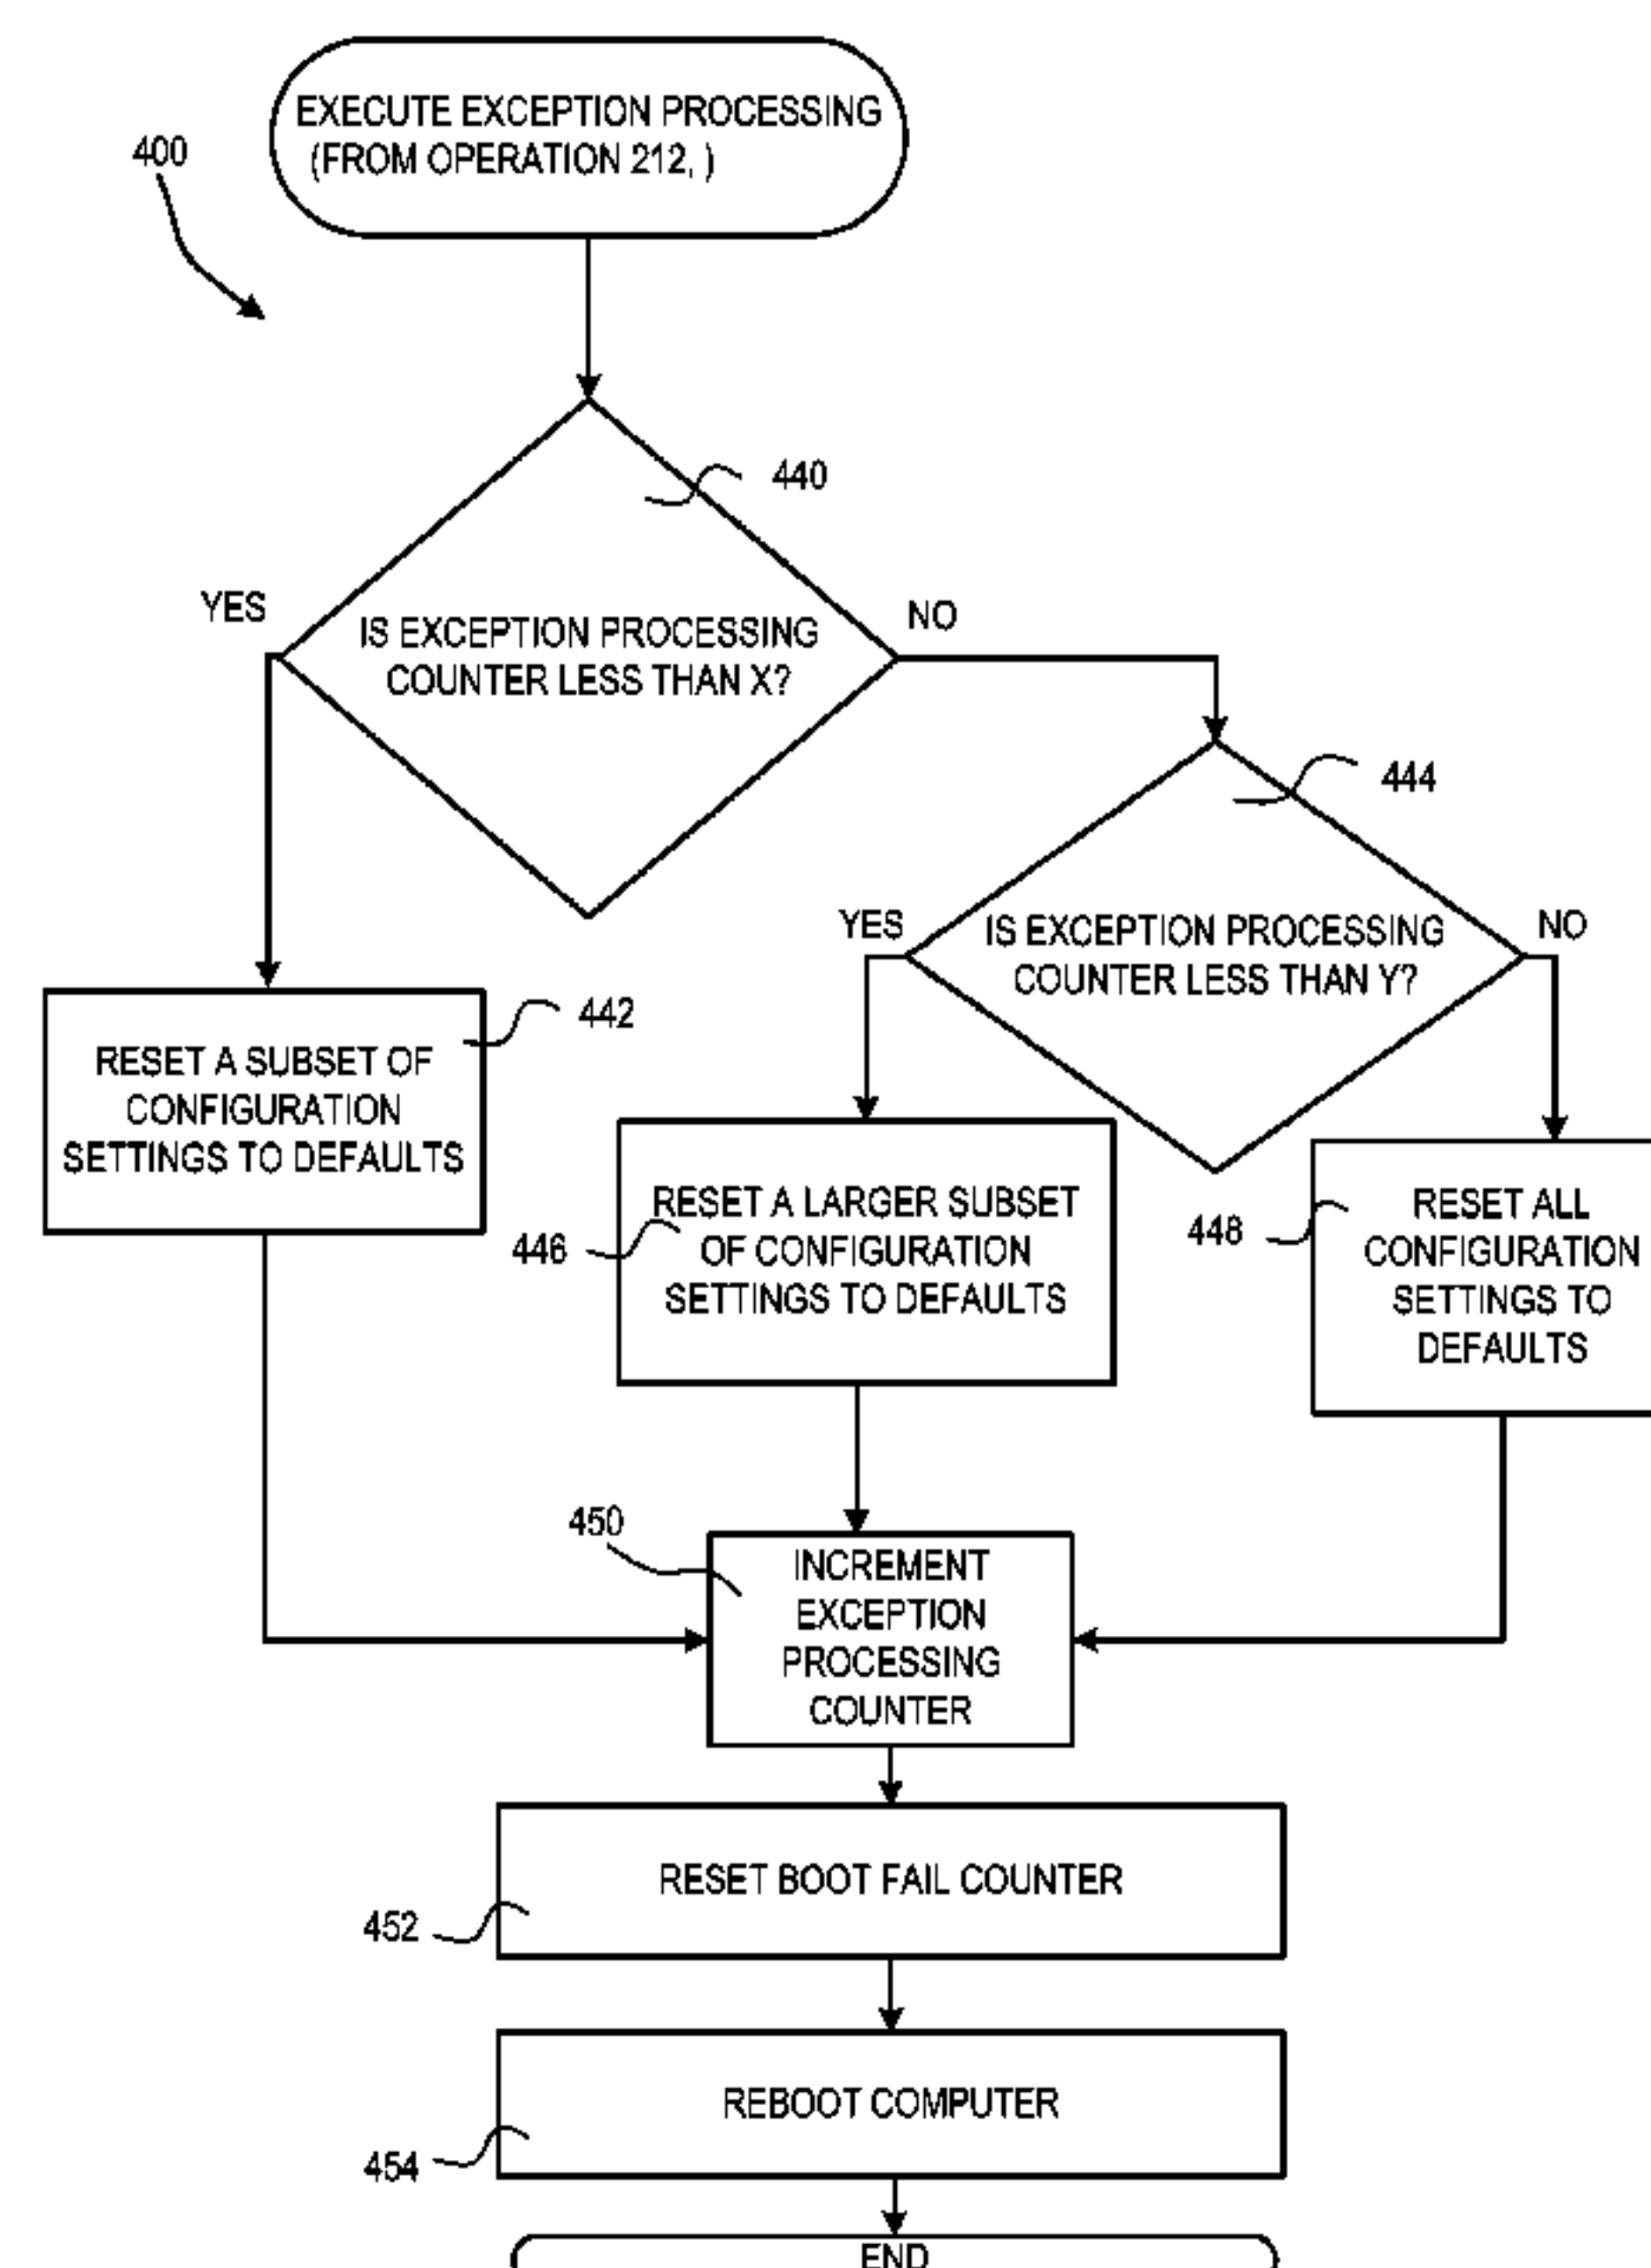 EXECUTE EXCEPTION PROCESSING
(FROM OPERATION 212, )
400
440
YES
NO
IS EXCEPTION PROCESSING
COUNTER LESS THAN X?
444
YES
NO
IS EXCEPTION PROCESSING
COUNTER LESS THAN Y?
442
RESET A SUBSET OF
CONFIGURATION
SETTINGS TO DEFAULTS
446
RESET A LARGER SUBSET
OF CONFIGURATION
SETTINGS TO DEFAULTS
448
RESET ALL
CONFIGURATION
SETTINGS TO
DEFAULTS
450
INCREMENT
EXCEPTION
PROCESSING
COUNTER
RESET BOOT FAIL COUNTER
452
REBOOT COMPUTER
454
END